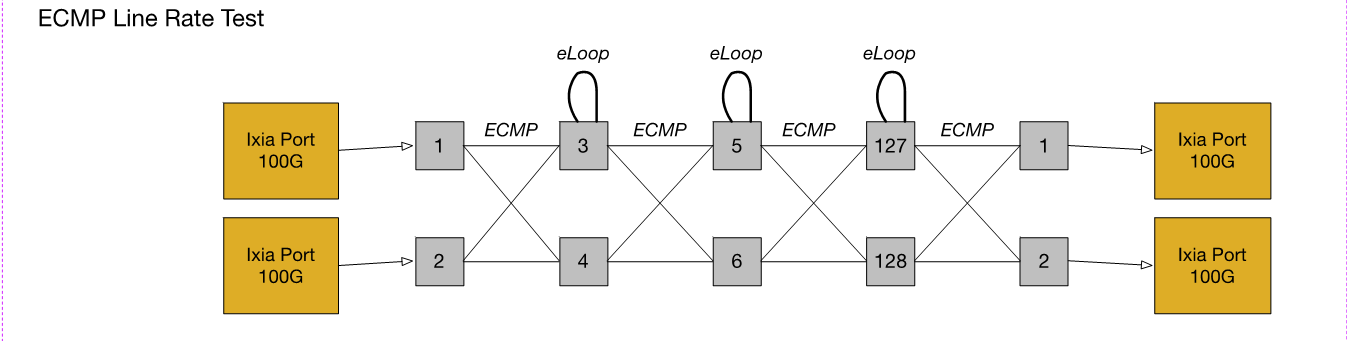 ECMP Line Rate Test
eLoop
eLoop
eLoop
Ixia Port
100G
1
ECMP
3
ECMP
5
ECMP
127
ECMP
1
Ixia Port
100G
Ixia Port
100G
2
4
6
128
2
Ixia Port
100G